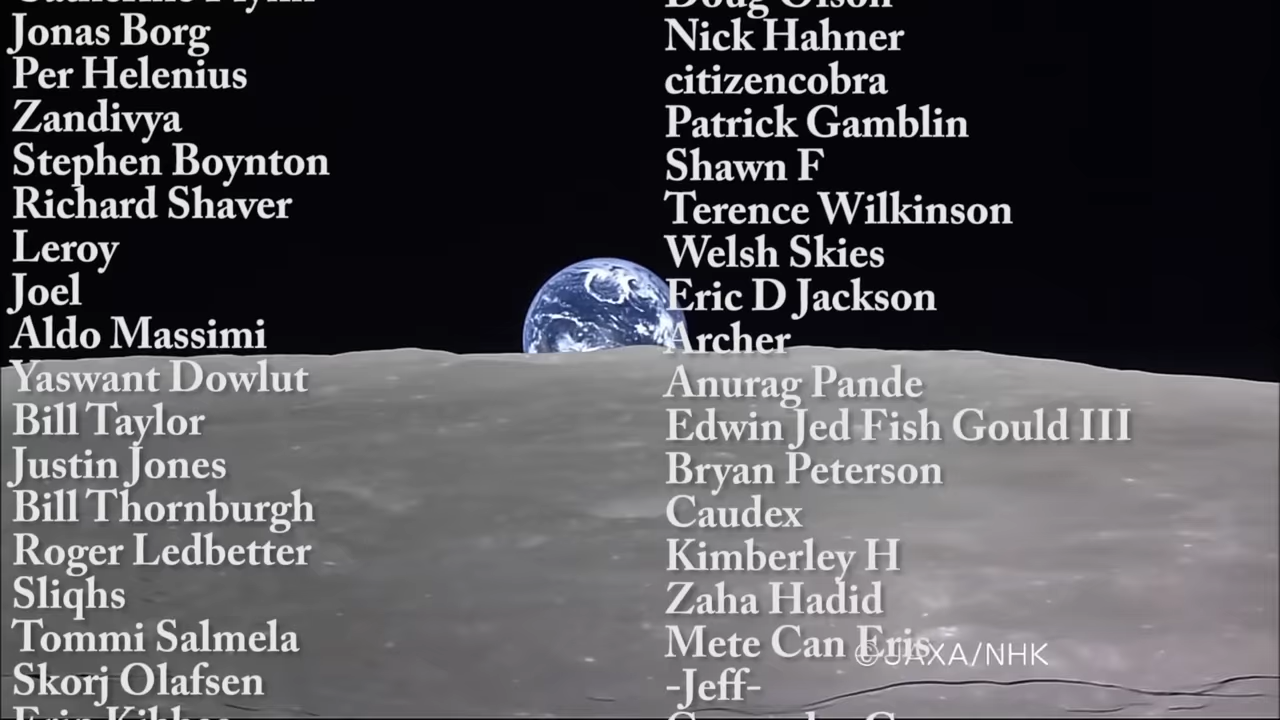 Jonas Borg
Per Helenius
Zandivya
Stephen Boynton
Richard Shaver
Leroy
Joel
Aldo Massimi
Yaswant Dowlut
Bill Taylor
Justin Jones
Bill Thornburgh
Roger Ledbetter
Sliqhs
Tommi Salmela
Skorj Olafsen
Doug Olson
Nick Hahner
citizencobra
Patrick Gamblin
Shawn F
Terence Wilkinson
Welsh Skies
Eric D Jackson
Archer
Anurag Pande
Edwin Jed Fish Gould III
Bryan Peterson
Caudex
Kimberley H
Zaha Hadid
Mete Can Eris
©JAXA/NHK
-Jeff-